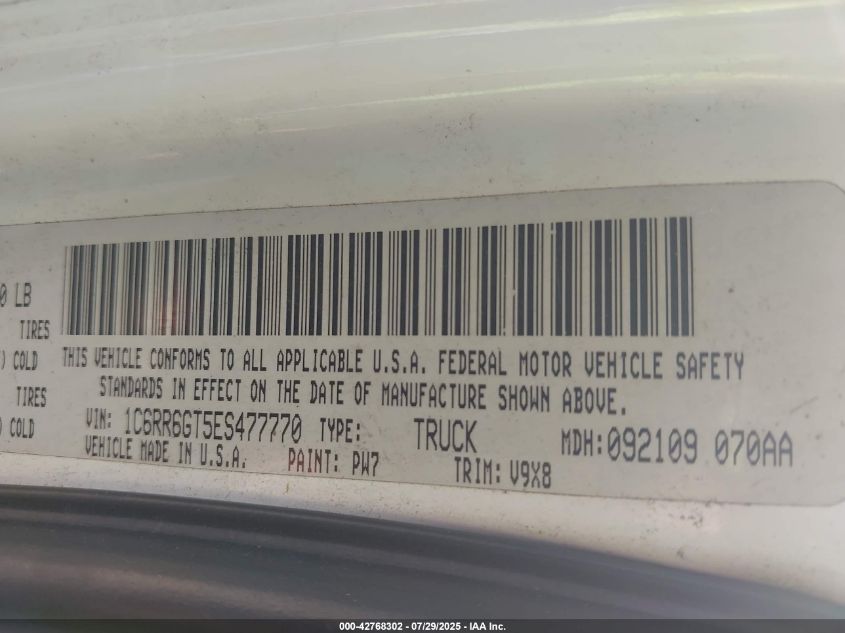 0 LB
TIRES
) COLD
TIRES
) COLD
THIS VEHICLE CONFORMS TO ALL APPLICABLE U.S.A. FEDERAL MOTOR VEHICLE SAFETY
STANDARDS IN EFFECT ON THE DATE OF MANUFACTURE SHOWN ABOVE.
VIN: 1C6RR6GT5ES477770 TYPE: TRUCK MDH:092109 070AA
VEHICLE MADE IN U.S.A. PAINT: PW7 TRIM: V9X8
000-42768302 - 07/29/2025 - IAA Inc.